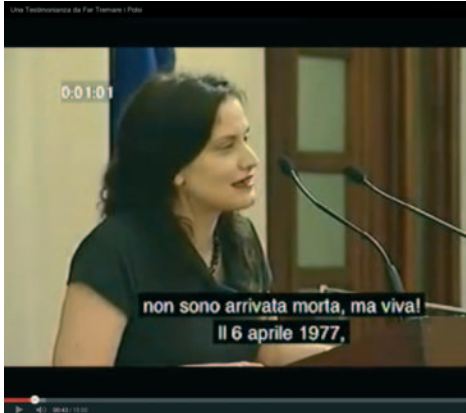 Una Testimonianza da Far Tremare i Polsi
0:01:01
non sono arrivata morta, ma viva!
Il 6 aprile 1977,
00:43 / 15:00